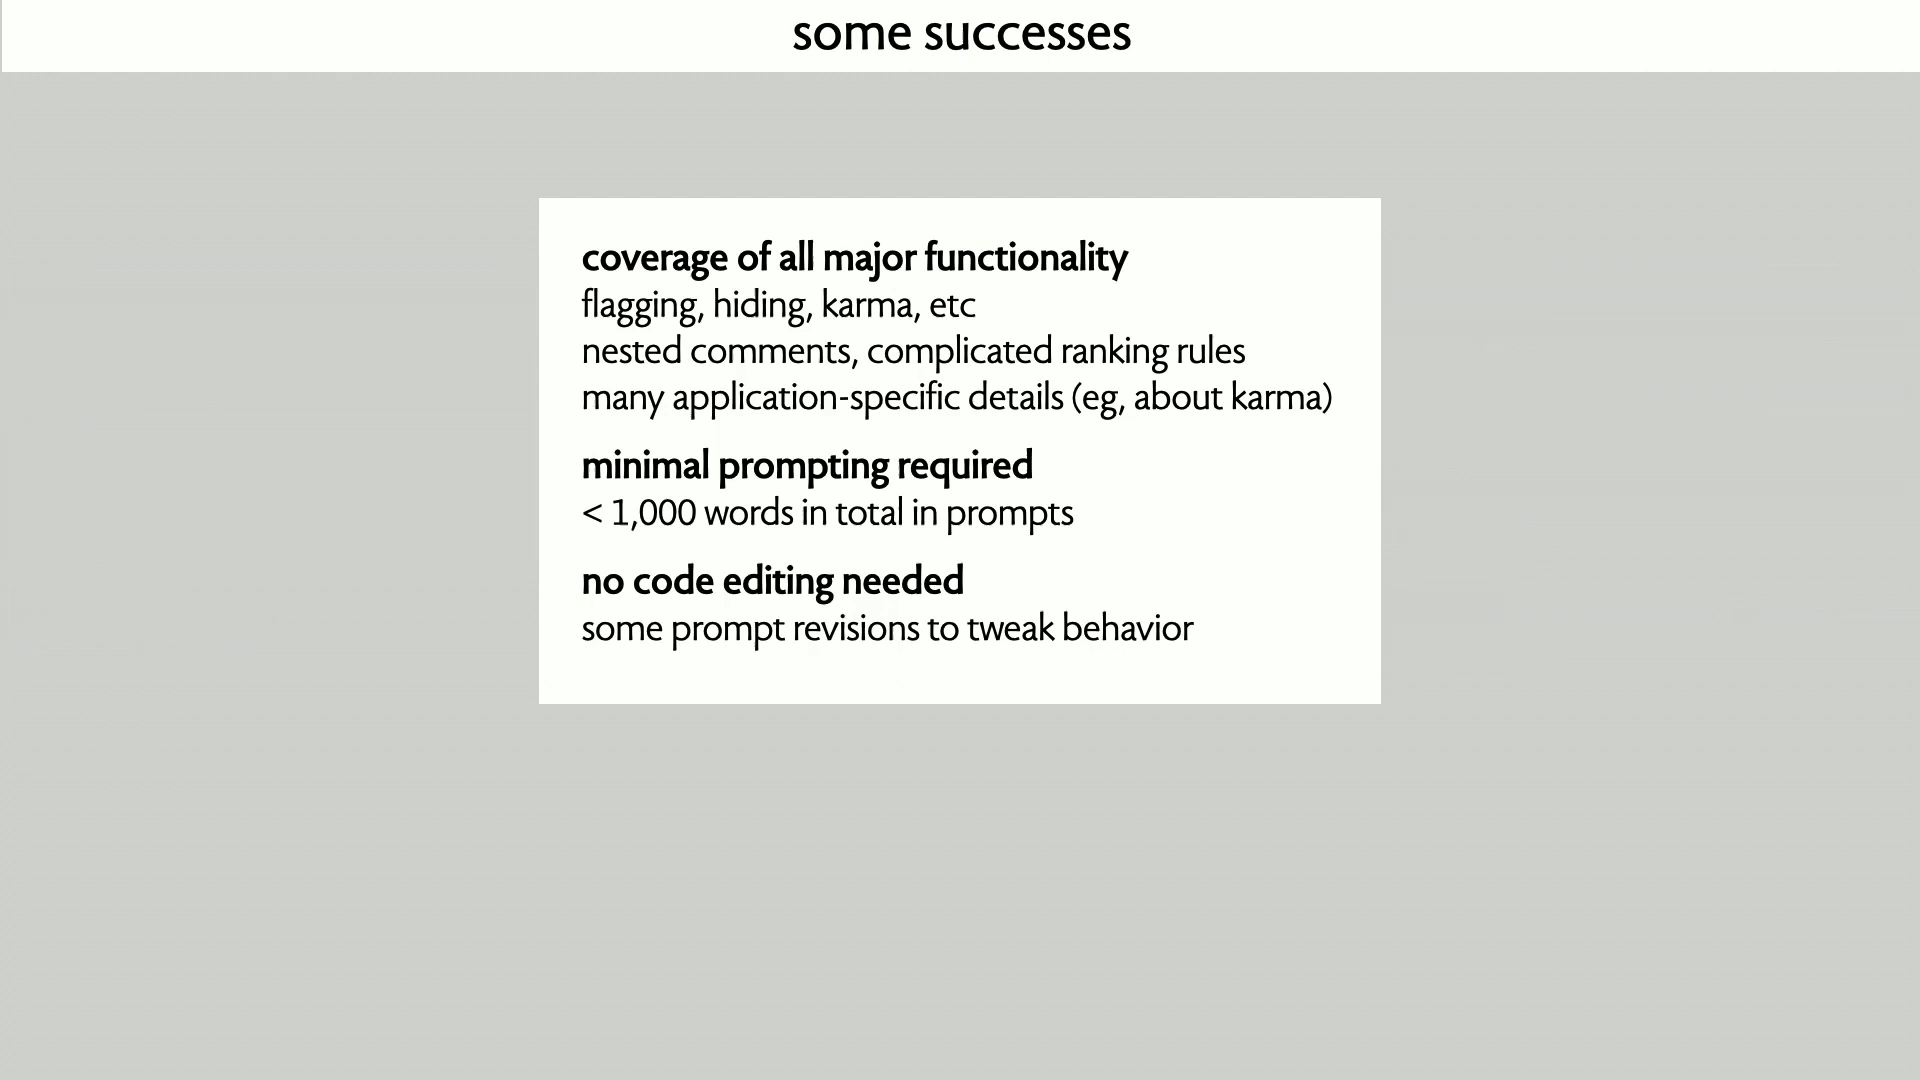 some successes
coverage of all major functionality
flagging, hiding, karma, etc
nested comments, complicated ranking rules
many application-specific details (eg, about karma)
minimal prompting required
< 1,000 words in total in prompts
no code editing needed
some prompt revisions to tweak behavior